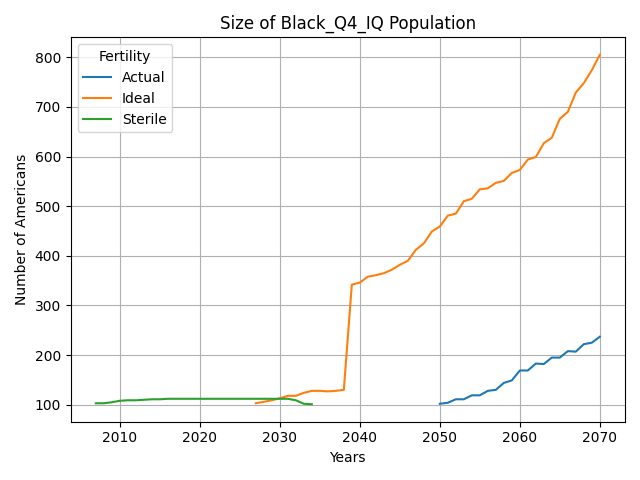 Size of Black_Q4_IQ Population
Fertility
Actual
Ideal
Sterile
Number of Americans
800
700
600
500
400
300
200
100
2010 2020 2030 2040 2050 2060 2070
Years